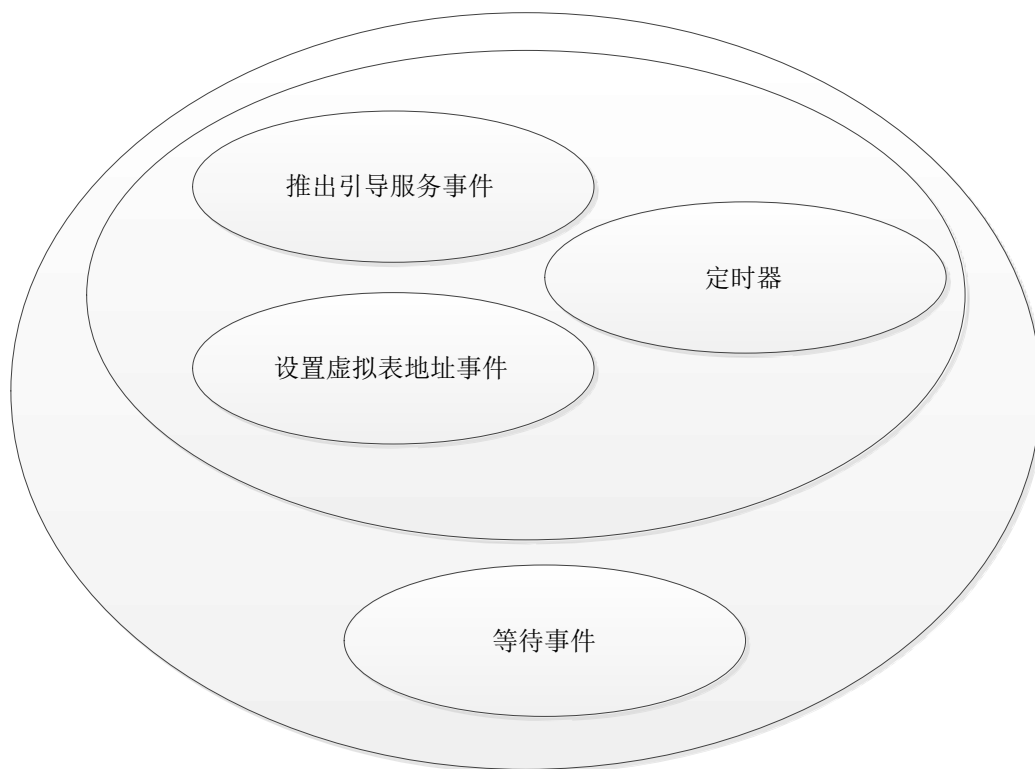 推出引导服务事件
定时器
设置虚拟表地址事件
等待事件